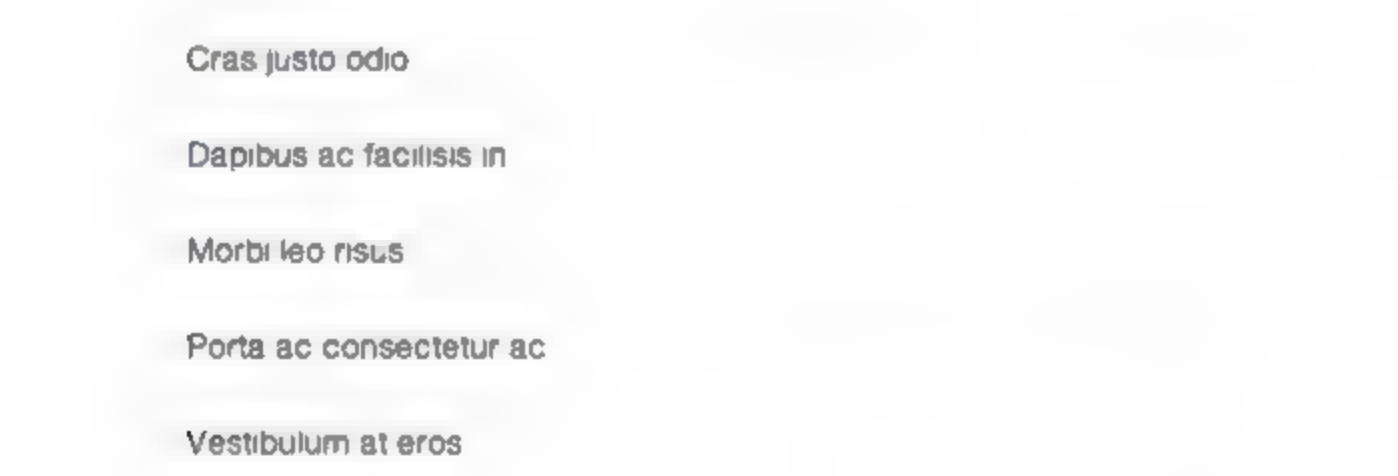 Cras justo odio
Dapibus ac facilisis in
Morbi leo risus
Porta ac consectetur ac
Vestibulum at eros